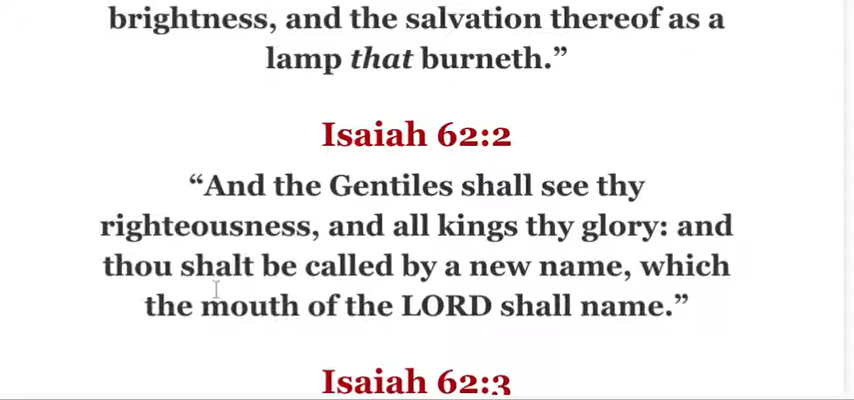 brightness, and the salvation thereof as a
lamp that burneth.”
Isaiah 62:2
“And the Gentiles shall see thy
righteousness, and all kings thy glory: and
thou shalt be called by a new name, which
the mouth of the LORD shall name.”
Isaiah 62:3